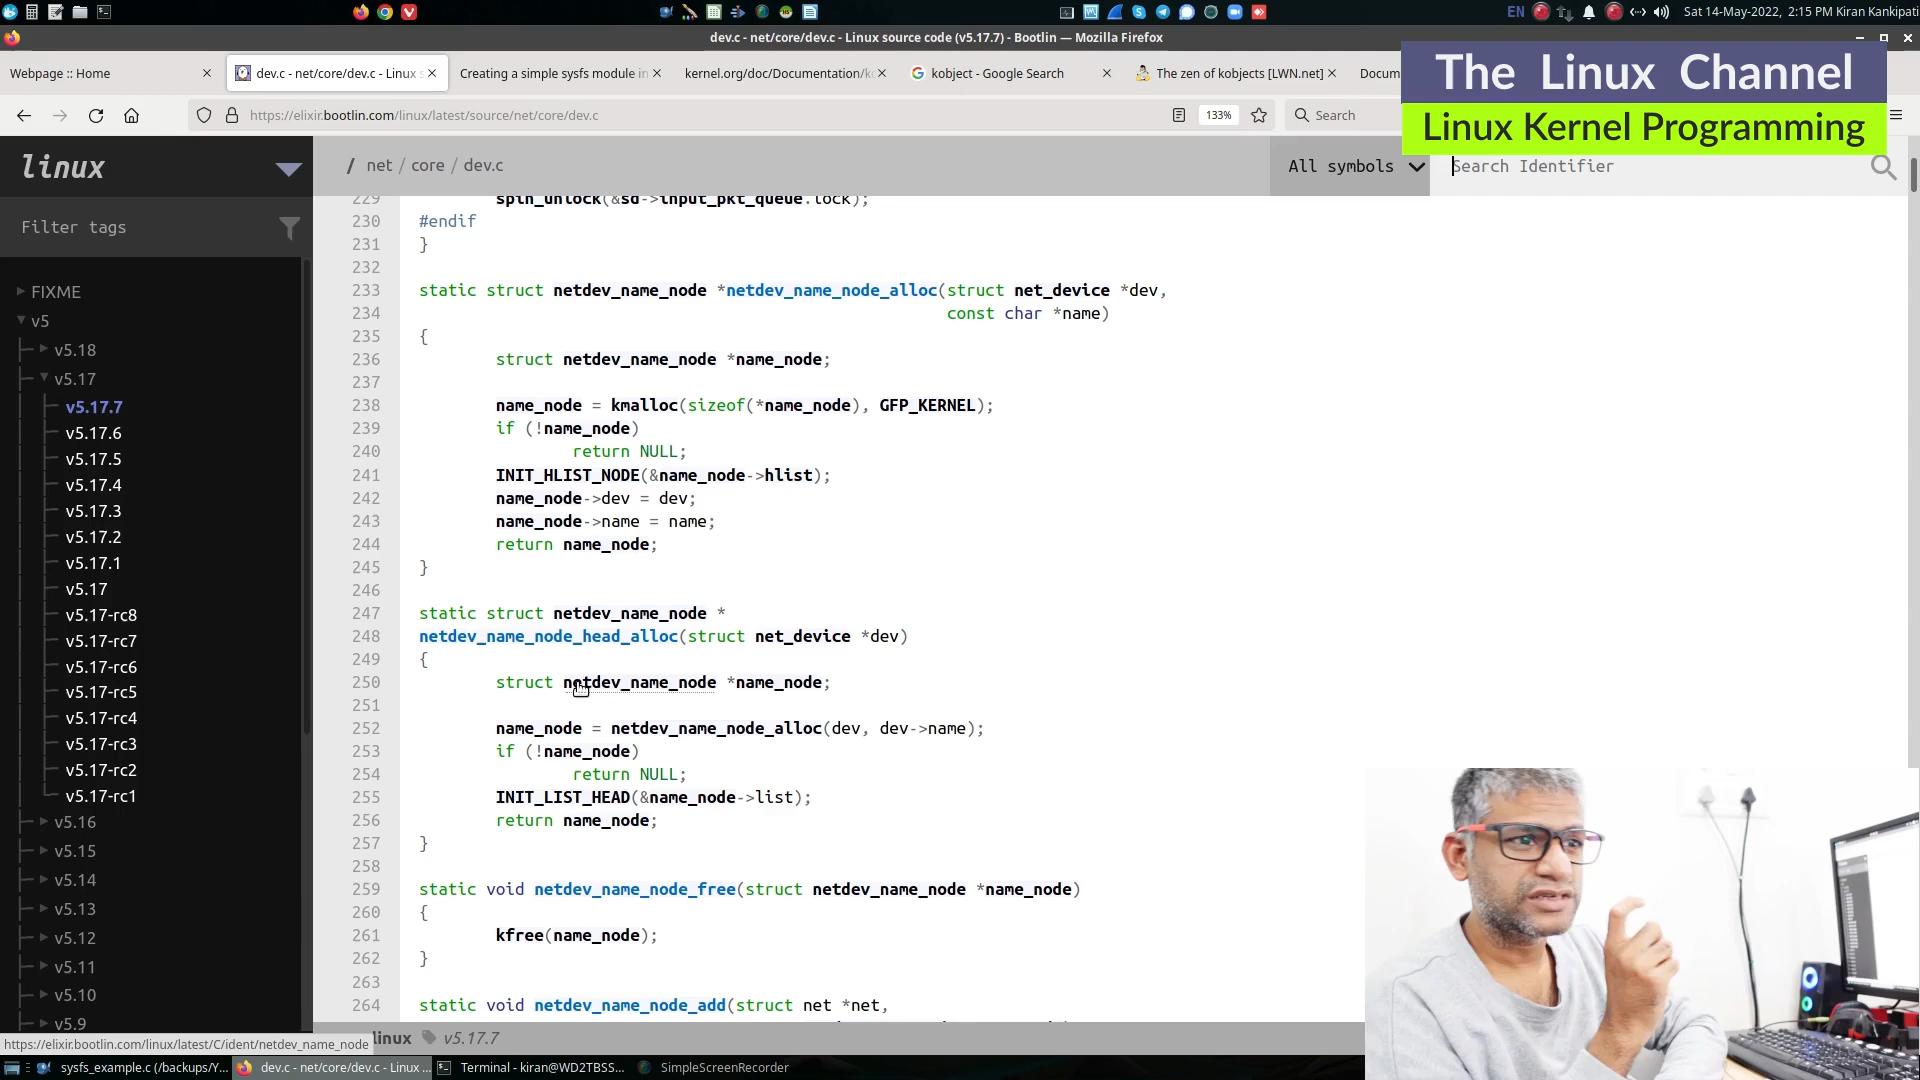 EN
Sat 14-May-2022, 2:15 PM Kiran Kankipati
dev.c - net/core/dev.c - Linux source code (v5.17.7) - Bootlin — Mozilla Firefox
Webpage :: Home
dev.c - net/core/dev.c - Linux s
Creating a simple sysfs module in
kernel.org/doc/Documentation/k
kobject - Google Search
The zen of kobjects [LWN.net]
Docum
The Linux Channel
Linux Kernel Programming
https://elixir.bootlin.com/linux/latest/source/net/core/dev.c
133%
Search
linux
/ net / core / dev.c
All symbols
Search Identifier
Filter tags
FIXME
v5
v5.18
v5.17
v5.17.7
v5.17.6
v5.17.5
v5.17.4
v5.17.3
v5.17.2
v5.17.1
v5.17
v5.17-rc8
v5.17-rc7
v5.17-rc6
v5.17-rc5
v5.17-rc4
v5.17-rc3
v5.17-rc2
v5.17-rc1
v5.16
v5.15
v5.14
v5.13
v5.12
v5.11
v5.10
v5.9
229 spin_unlock(&sd->input_pkt_queue.lock);
230 #endif
231 }
232
233 static struct netdev_name_node *netdev_name_node_alloc(struct net_device *dev,
234 const char *name)
235 {
236 struct netdev_name_node *name_node;
237
238 name_node = kmalloc(sizeof(*name_node), GFP_KERNEL);
239 if (!name_node)
240 return NULL;
241 INIT_HLIST_NODE(&name_node->hlist);
242 name_node->dev = dev;
243 name_node->name = name;
244 return name_node;
245 }
246
247 static struct netdev_name_node *
248 netdev_name_node_head_alloc(struct net_device *dev)
249 {
250 struct netdev_name_node *name_node;
251
252 name_node = netdev_name_node_alloc(dev, dev->name);
253 if (!name_node)
254 return NULL;
255 INIT_LIST_HEAD(&name_node->list);
256 return name_node;
257 }
258
259 static void netdev_name_node_free(struct netdev_name_node *name_node)
260 {
261 kfree(name_node);
262 }
263
264 static void netdev_name_node_add(struct net *net,
https://elixir.bootlin.com/linux/latest/C/ident/netdev_name_node
linux v5.17.7
sysfs_example.c (/backups/Y...
dev.c - net/core/dev.c - Linux ...
Terminal - kiran@WD2TBSS...
SimpleScreenRecorder